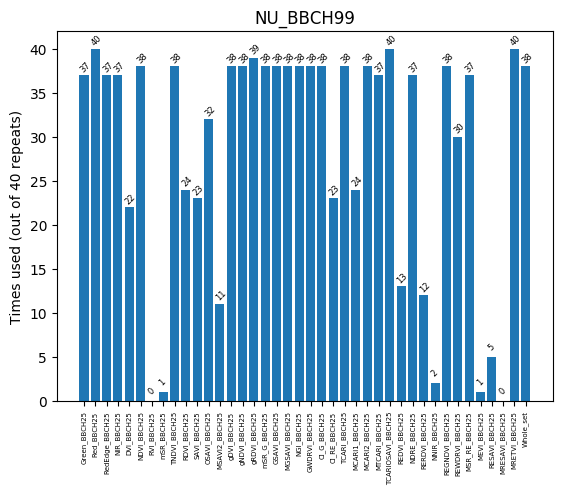 NU_BBCH99
Times used (out of 40 repeats)
40
35
30
25
20
15
10
5
0
37
40
37
37
22
38
0
1
38
24
23
32
11
38
38
39
38
38
38
38
38
38
23
38
24
38
37
40
13
37
12
2
38
30
37
1
5
0
40
38
Green_BBCH25
Red_BBCH25
RedEdge_BBCH25
NIR_BBCH25
DVI_BBCH25
NDVI_BBCH25
RVI_BBCH25
mSR_BBCH25
TNDVI_BBCH25
RDVI_BBCH25
SAVI_BBCH25
OSAVI_BBCH25
MSAVI2_BBCH25
gDVI_BBCH25
gNDVI_BBCH25
gRDVI_BBCH25
mSR_G_BBCH25
GSAVI_BBCH25
MGSAVI_BBCH25
NGI_BBCH25
GWDRVI_BBCH25
CI_G_BBCH25
CI_RE_BBCH25
TCARI_BBCH25
MCARI1_BBCH25
MCARI2_BBCH25
MTCARI_BBCH25
TCARIOSAVI_BBCH25
REDVI_BBCH25
NDRE_BBCH25
RERDVI_BBCH25
NNIR_BBCH25
REGNDVI_BBCH25
REWDRVI_BBCH25
MSR_RE_BBCH25
MEVI_BBCH25
RESAVI_BBCH25
MRESAVI_BBCH25
MRETVI_BBCH25
Whole_set